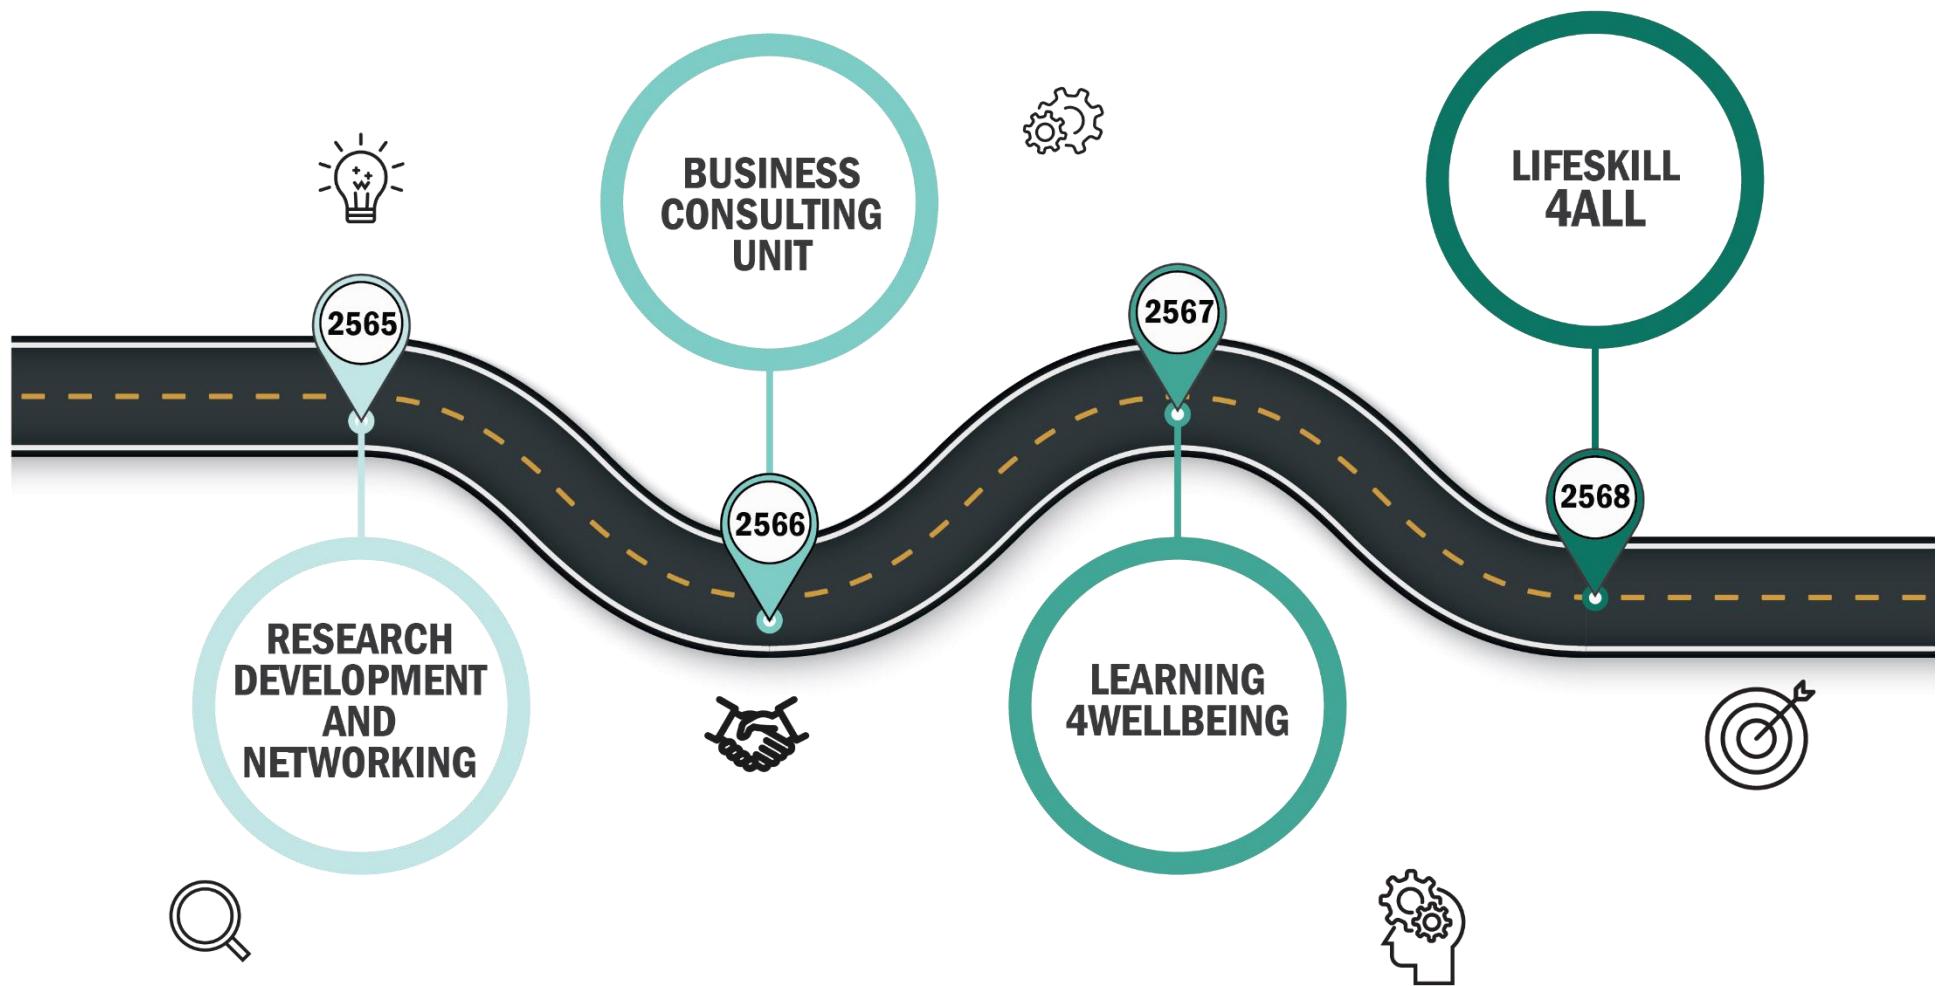 2565
RESEARCH
DEVELOPMENT
AND
NETWORKING
BUSINESS
CONSULTING
UNIT
2566
2567
LEARNING
4WELLBEING
LIFESKILL
4ALL
2568